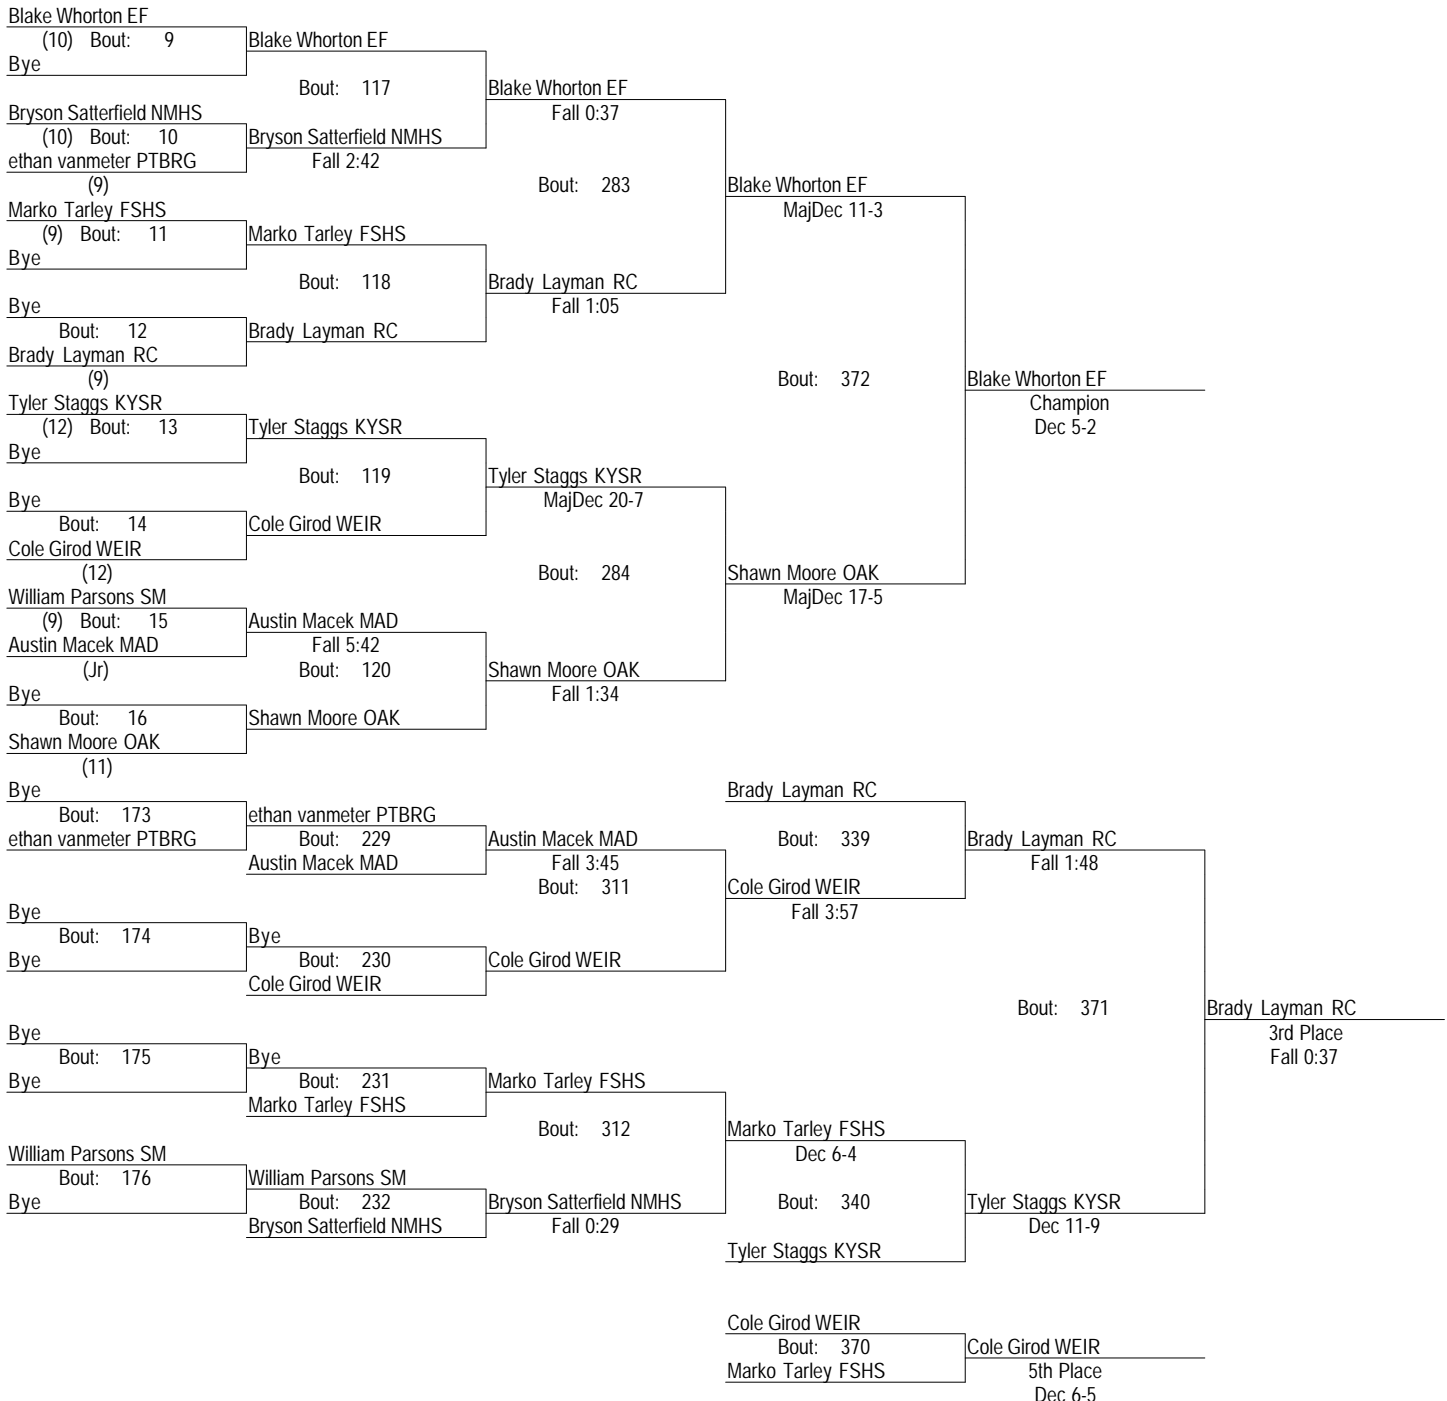 Blake Whorton EF
(10) Bout: 9 Blake Whorton EF
Bye
Bout: 117 Blake Whorton EF
Bryson Satterfield NMHS Fall 0:37
(10) Bout: 10 Bryson Satterfield NMHS
ethan vanmeter PTBRG Fall 2:42
(9) Bout: 283 Blake Whorton EF
Marko Tarley FSHS MajDec 11-3
(9) Bout: 11 Marko Tarley FSHS
Bye
Bout: 118 Brady Layman RC
Bye Fall 1:05
Bout: 12 Brady Layman RC
Brady Layman RC
(9) Bout: 372 Blake Whorton EF
Tyler Staggs KYSR Champion
(12) Bout: 13 Tyler Staggs KYSR Dec 5-2
Bye
Bout: 119 Tyler Staggs KYSR
Bye MajDec 20-7
Bout: 14 Cole Girod WEIR
Cole Girod WEIR
(12) Bout: 284 Shawn Moore OAK
William Parsons SM MajDec 17-5
(9) Bout: 15 Austin Macek MAD
Austin Macek MAD Fall 5:42
(Jr) Bout: 120 Shawn Moore OAK
Bye Fall 1:34
Bout: 16 Shawn Moore OAK
Shawn Moore OAK
(11)
Bye Brady Layman RC
Bout: 173 ethan vanmeter PTBRG
ethan vanmeter PTBRG Bout: 229 Austin Macek MAD Bout: 339 Brady Layman RC
Austin Macek MAD Fall 3:45 Fall 1:48
Bout: 311 Cole Girod WEIR
Bye Fall 3:57
Bout: 174 Bye
Bye Bout: 230 Cole Girod WEIR
Cole Girod WEIR
Bout: 371 Brady Layman RC
Bye 3rd Place
Bout: 175 Bye Fall 0:37
Bye Bout: 231 Marko Tarley FSHS
Marko Tarley FSHS
Bout: 312 Marko Tarley FSHS
William Parsons SM Dec 6-4
Bout: 176 William Parsons SM
Bye Bout: 232 Bryson Satterfield NMHS Bout: 340 Tyler Staggs KYSR
Bryson Satterfield NMHS Fall 0:29 Dec 11-9
Tyler Staggs KYSR
Cole Girod WEIR
Bout: 370 Cole Girod WEIR
Marko Tarley FSHS 5th Place
Dec 6-5